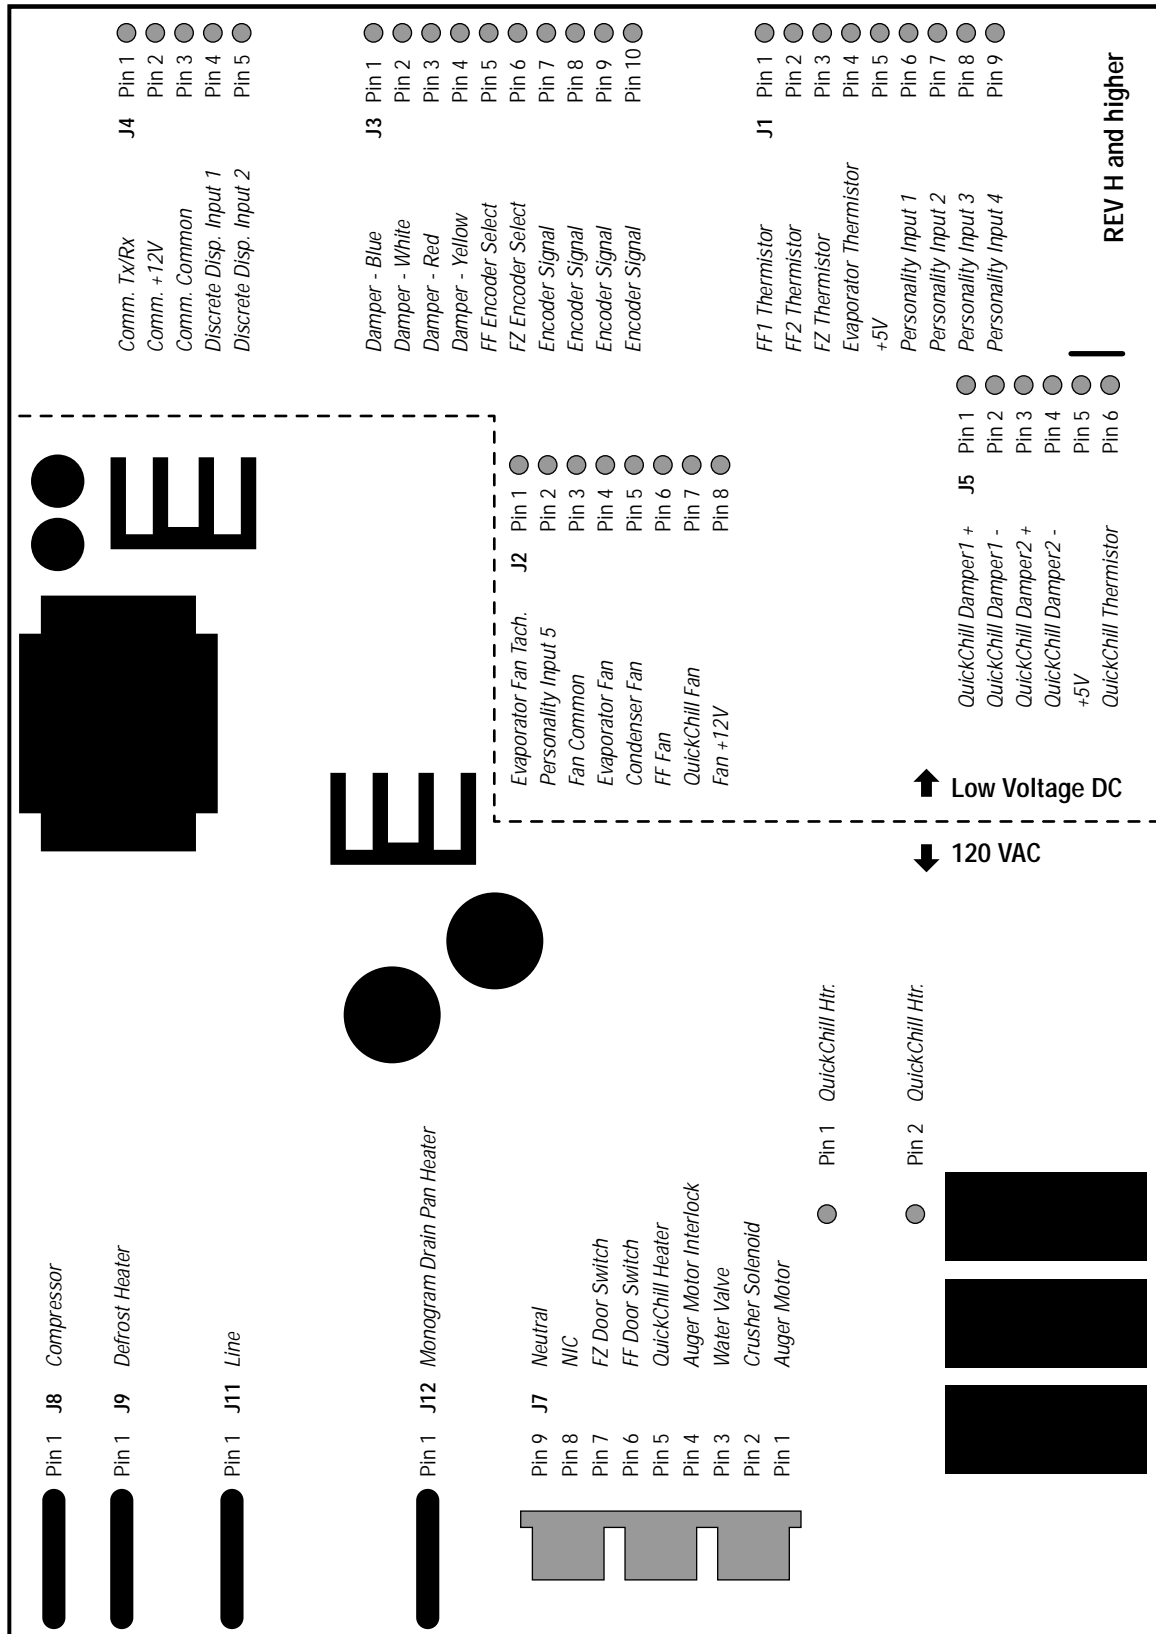 J8 Pin 1 Compressor
J9 Pin 1 Defrost Heater
J11 Pin 1 Line
J12 Pin 1 Monogram Drain Pan Heater
J7
Pin 9 Neutral
Pin 8 NIC
Pin 7 FZ Door Switch
Pin 6 FF Door Switch
Pin 5 QuickChill Heater
Pin 4 Auger Motor Interlock
Pin 3 Water Valve
Pin 2 Crusher Solenoid
Pin 1 Auger Motor
Pin 1 QuickChill Htr.
Pin 2 QuickChill Htr.
120 VAC
Low Voltage DC
J4
Comm. Tx/Rx Pin 1
Comm. +12V Pin 2
Comm. Common Pin 3
Discrete Disp. Input 1 Pin 4
Discrete Disp. Input 2 Pin 5
J3
Damper - Blue Pin 1
Damper - White Pin 2
Damper - Red Pin 3
Damper - Yellow Pin 4
FF Encoder Select Pin 5
FZ Encoder Select Pin 6
Encoder Signal Pin 7
Encoder Signal Pin 8
Encoder Signal Pin 9
Encoder Signal Pin 10
J2
Evaporator Fan Tach. Pin 1
Personality Input 5 Pin 2
Fan Common Pin 3
Evaporator Fan Pin 4
Condenser Fan Pin 5
FF Fan Pin 6
QuickChill Fan Pin 7
Fan +12V Pin 8
J1
FF1 Thermistor Pin 1
FF2 Thermistor Pin 2
FZ Thermistor Pin 3
Evaporator Thermistor Pin 4
+5V Pin 5
Personality Input 1 Pin 6
Personality Input 2 Pin 7
Personality Input 3 Pin 8
Personality Input 4 Pin 9
J5
QuickChill Damper1 + Pin 1
QuickChill Damper1 - Pin 2
QuickChill Damper2 + Pin 3
QuickChill Damper2 - Pin 4
+5V Pin 5
QuickChill Thermistor Pin 6
REV H and higher